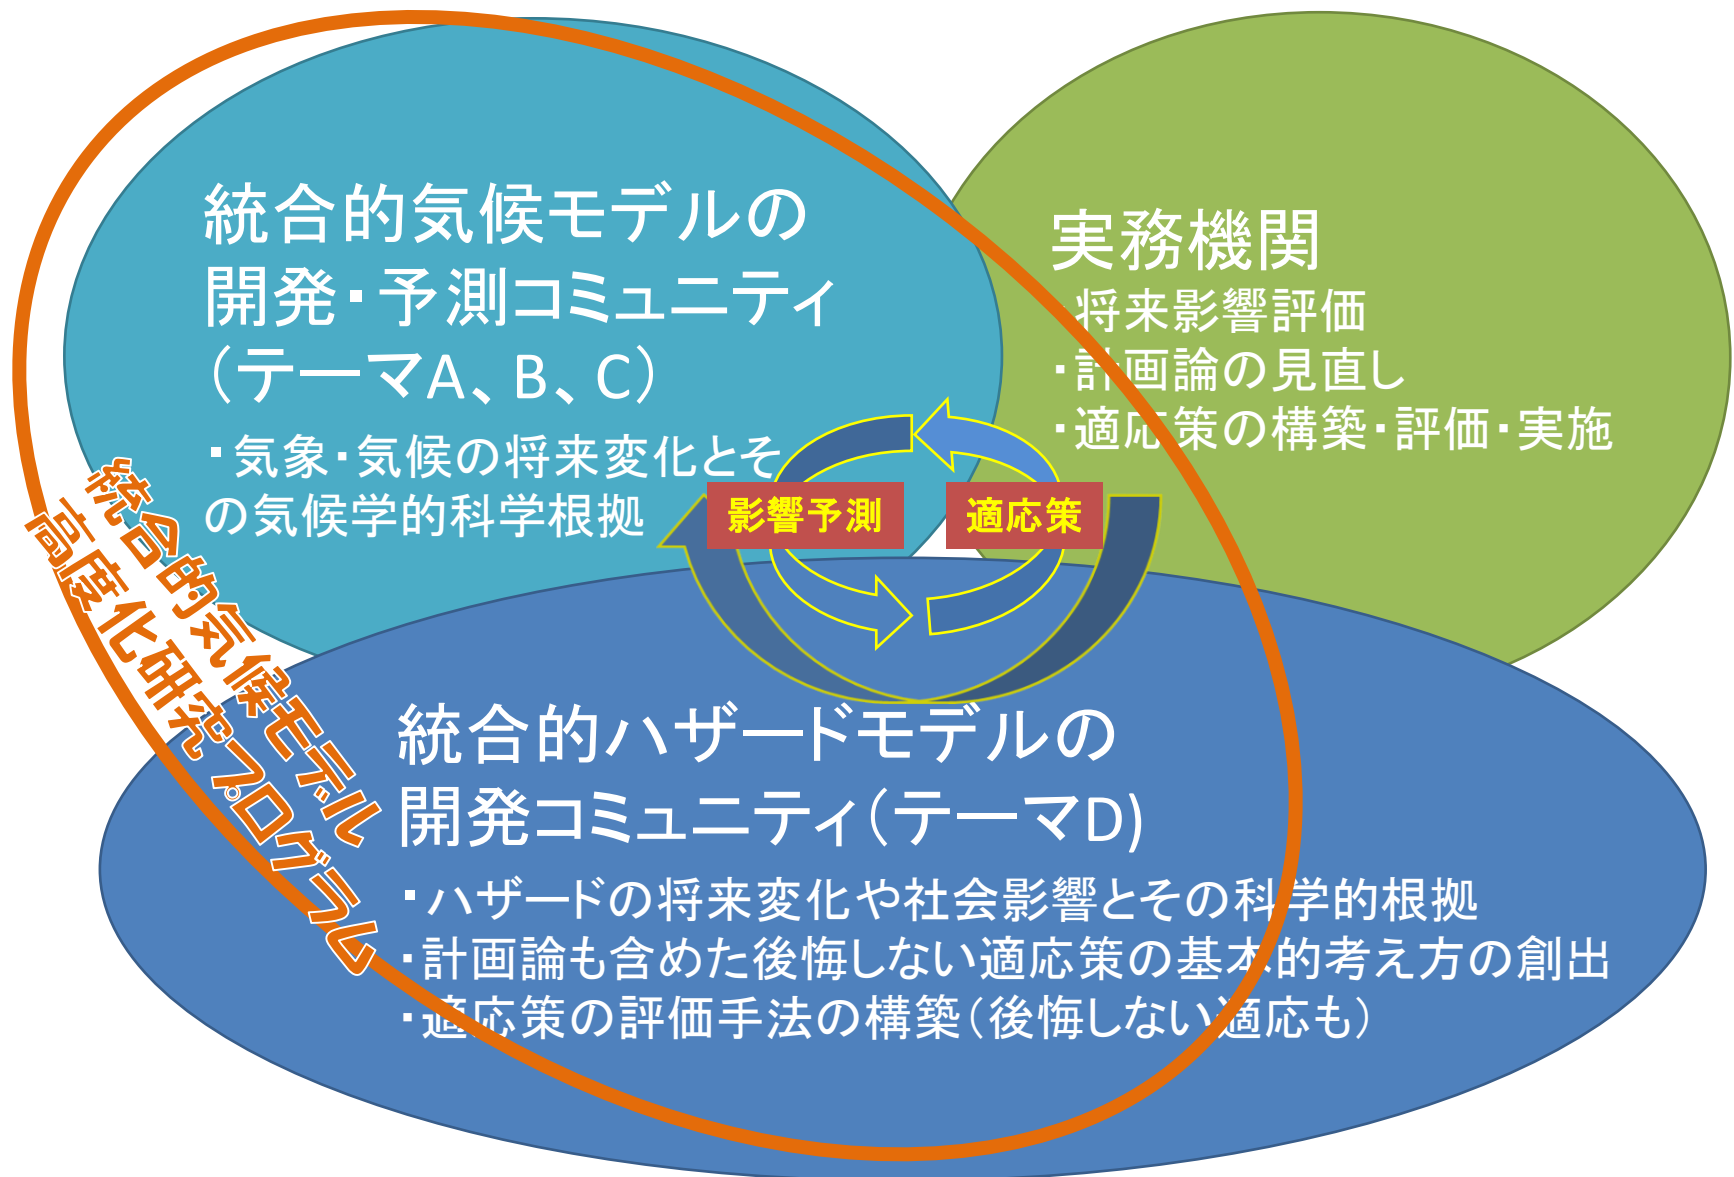 統合的気候モデルの
開発・予測コミュニティ
（テーマA、B、C）
・気象・気候の将来変化とそ
の気候学的科学根拠
実務機関
・将来影響評価
・計画論の見直し
・適応策の構築・評価・実施
影響予測
適応策
統合的気候モデル
高度化研究プログラム
統合的ハザードモデルの
開発コミュニティ（テーマD)
・ハザードの将来変化や社会影響とその科学的根拠
・計画論も含めた後悔しない適応策の基本的考え方の創出
・適応策の評価手法の構築（後悔しない適応も）